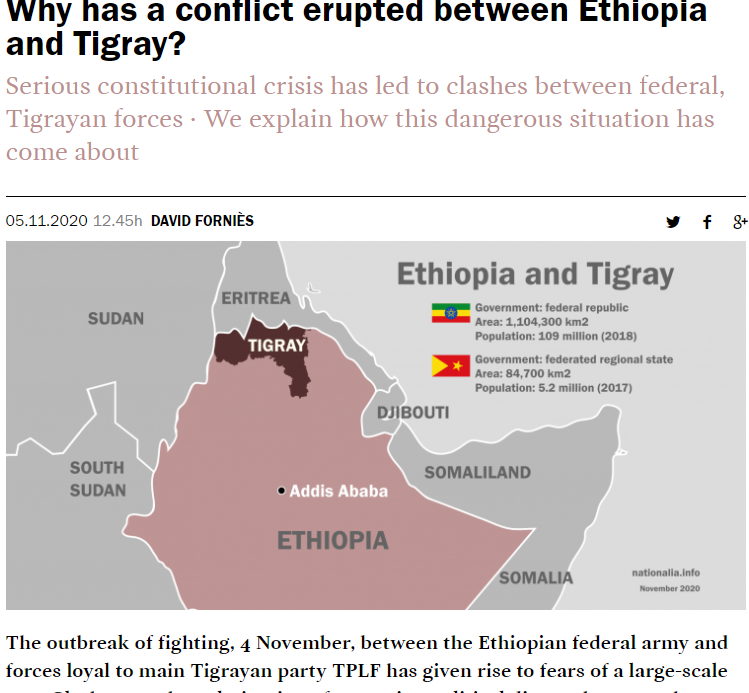 Why has a conflict erupted between Ethiopia
and Tigray?
Serious constitutional crisis has led to clashes between federal,
Tigrayan forces · We explain how this dangerous situation has
come about
05.11.2020 12.45h DAVID FORNIÈS
Ethiopia and Tigray
Government: federal republic
Area: 1,104,300 km2
Population: 109 million (2018)
Government: federated regional state
Area: 84,700 km2
Population: 5.2 million (2017)
ERITREA
SUDAN
TIGRAY
DJIBOUTI
SOUTH
SUDAN
SOMALILAND
Addis Ababa
ETHIOPIA
SOMALIA
nationalia.info
November 2020
The outbreak of fighting, 4 November, between the Ethiopian federal army and
forces loyal to main Tigrayan party TPLF has given rise to fears of a large-scale